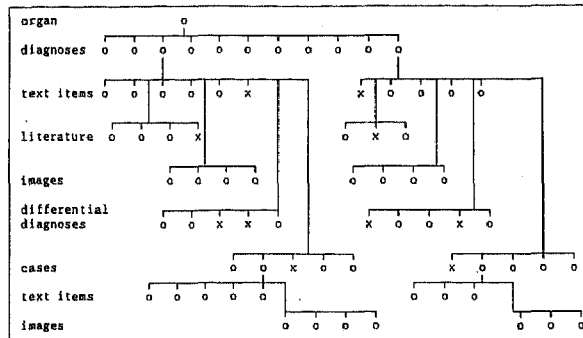 organ o
diagnoses o o o o o o o o o o o
text items o o o o o x x o o o o
literature o o o x o x o
images o o o o o o o o
differential
diagnoses o o x x o x o o x o
cases o o x o o x o o o o
text items o o o o o o o o
images o o o o o o o